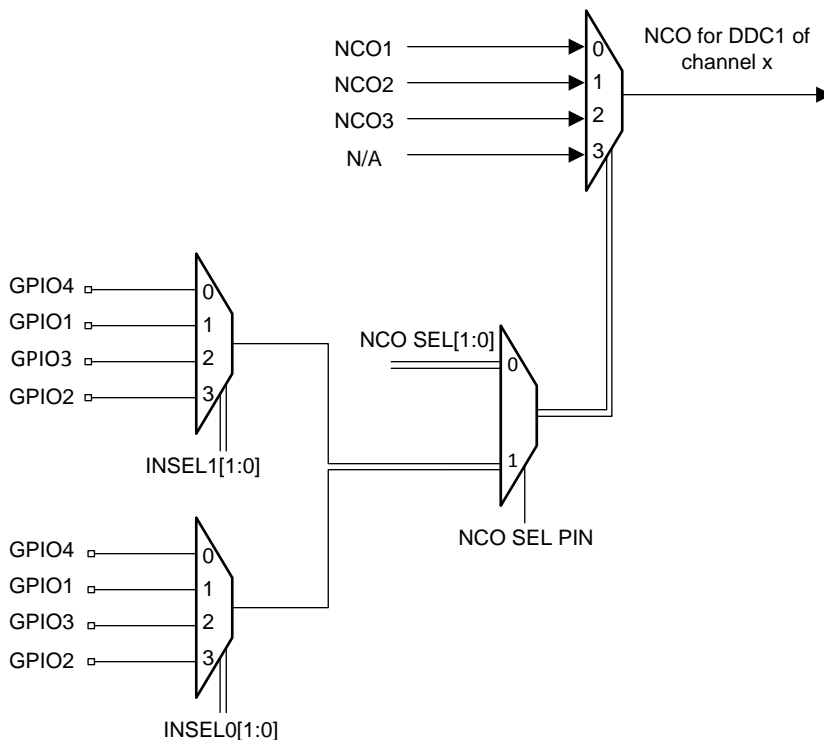 NCO1
NCO2
NCO3
N/A
0
1
2
3
NCO for DDC1 of
channel x
GPIO4
GPIO1
GPIO3
GPIO2
0
1
2
3
INSEL1[1:0]
NCO SEL[1:0]
0
1
NCO SEL PIN
GPIO4
GPIO1
GPIO3
GPIO2
0
1
2
3
INSEL0[1:0]